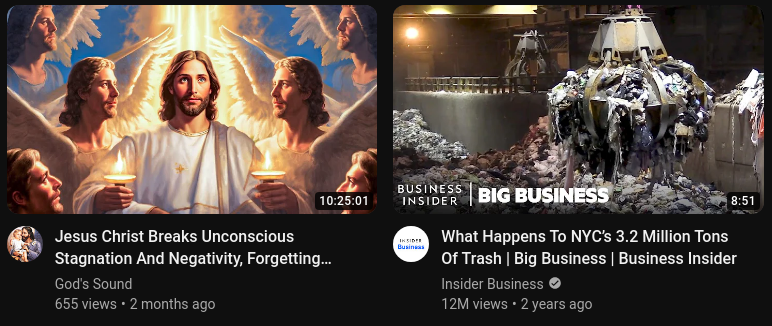 10:25:01
BUSINESS
INSIDER
BIG BUSINESS
8:51
Jesus Christ Breaks Unconscious
Stagnation And Negativity, Forgetting…
God's Sound
655 views • 2 months ago
INSIDER
Business
What Happens To NYC’s 3.2 Million Tons
Of Trash | Big Business | Business Insider
Insider Business
12M views • 2 years ago